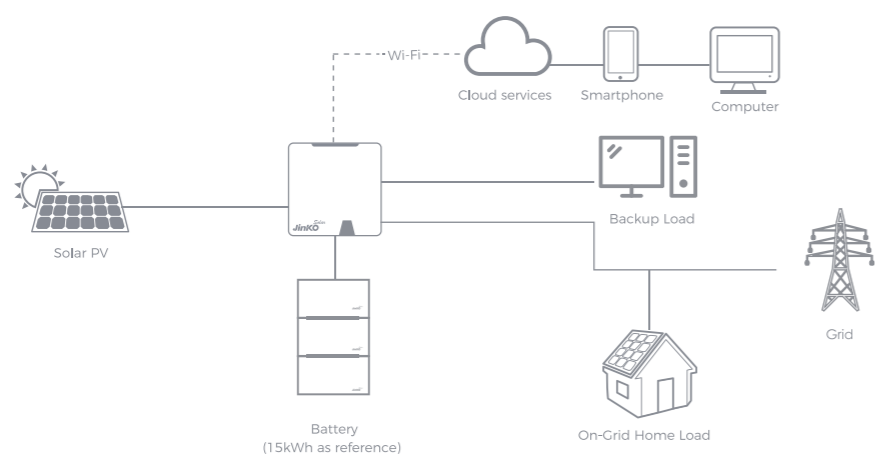 Wi-Fi
Cloud services
Smartphone
Computer
Solar
JinKO
Backup Load
Solar PV
Grid
Battery
(15kWh as reference)
On-Grid Home Load